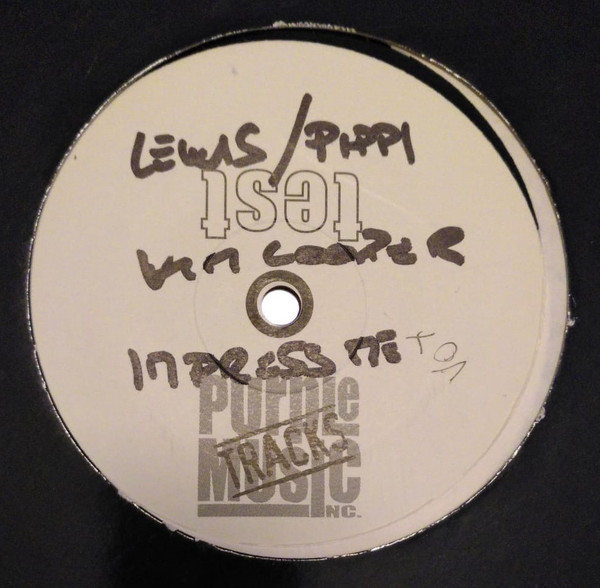 LEWIS / PIPPI
test
KIM COOPER
IMPRESS ME
PURPLE
TRACKS
MUSIC
INC.